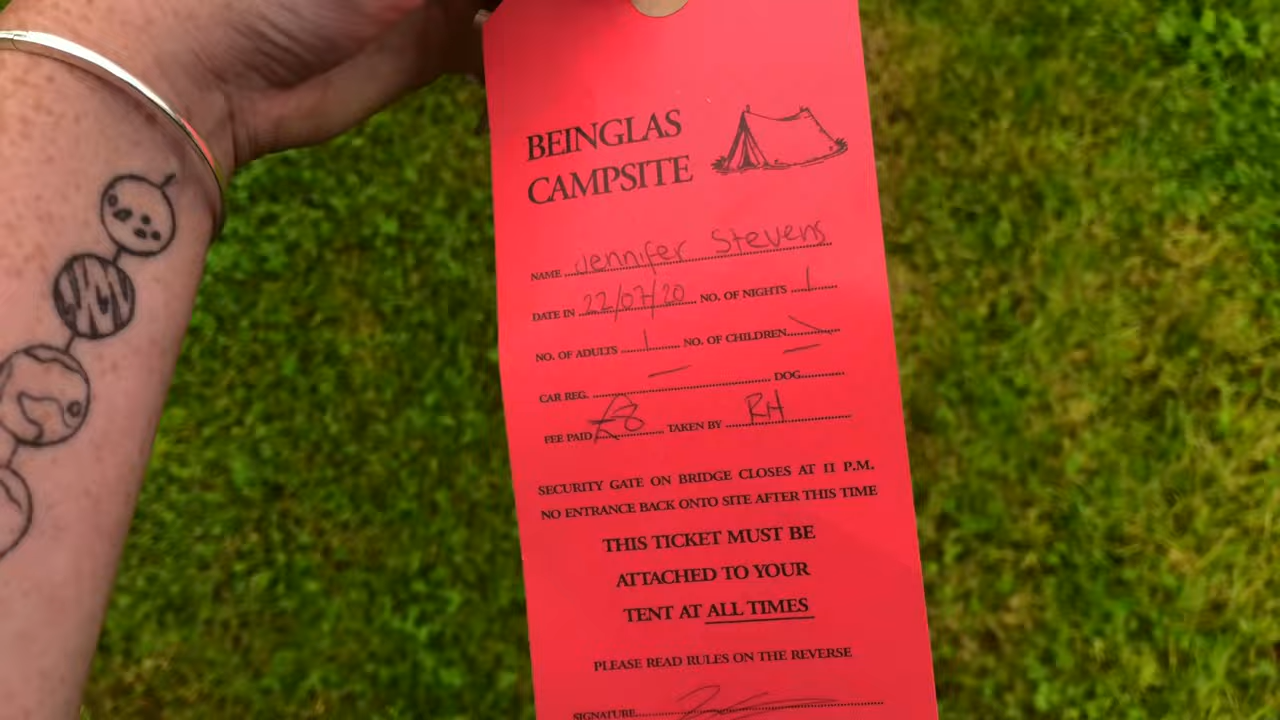 BEINGLAS
CAMPSITE
NAME Jennifer Stevens
DATE IN 22/07/20 NO. OF NIGHTS 1
NO. OF ADULTS 1 NO. OF CHILDREN —
CAR REG. — DOG
FEE PAID £8 TAKEN BY RH
SECURITY GATE ON BRIDGE CLOSES AT 11 P.M.
NO ENTRANCE BACK ONTO SITE AFTER THIS TIME
THIS TICKET MUST BE
ATTACHED TO YOUR
TENT AT ALL TIMES
PLEASE READ RULES ON THE REVERSE
SIGNATURE